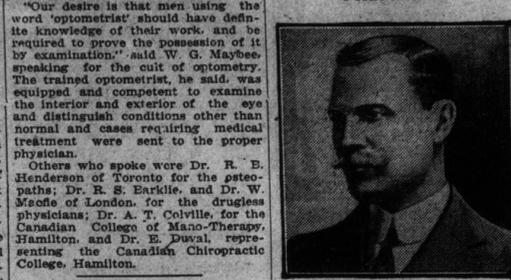 "Our desire is that men using the
word 'optometrist' should have defin-
ite knowledge of their work, and be
required to prove the possession of it
by examination," said W. G. Maybee,
speaking for the cult of optometry.
The trained optometrist, he said, was
equipped and competent to examine
the interior and exterior of the eye
and distinguish conditions other than
normal and cases requiring medical
treatment were sent to the proper
physician.
Others who spoke were Dr. R. B.
Henderson of Toronto for the osteo-
paths; Dr. R. S. Barklie, and Dr. W.
Macfie of London, for the drugless
physicians; Dr. A. T. Colville, for the
Canadian College of Mano-Therapy,
Hamilton, and Dr. E. Duval, repre-
senting the Canadian Chiropractic
College, Hamilton.